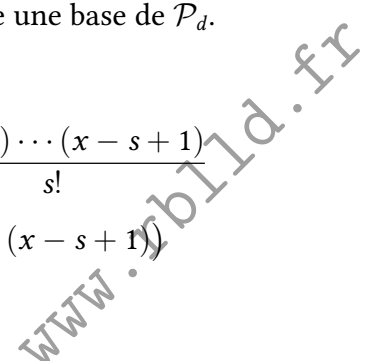 une base de 𝒫_d.
) ⋯ (x − s + 1)
s!
(x − s + 1))
www.rblld.fr